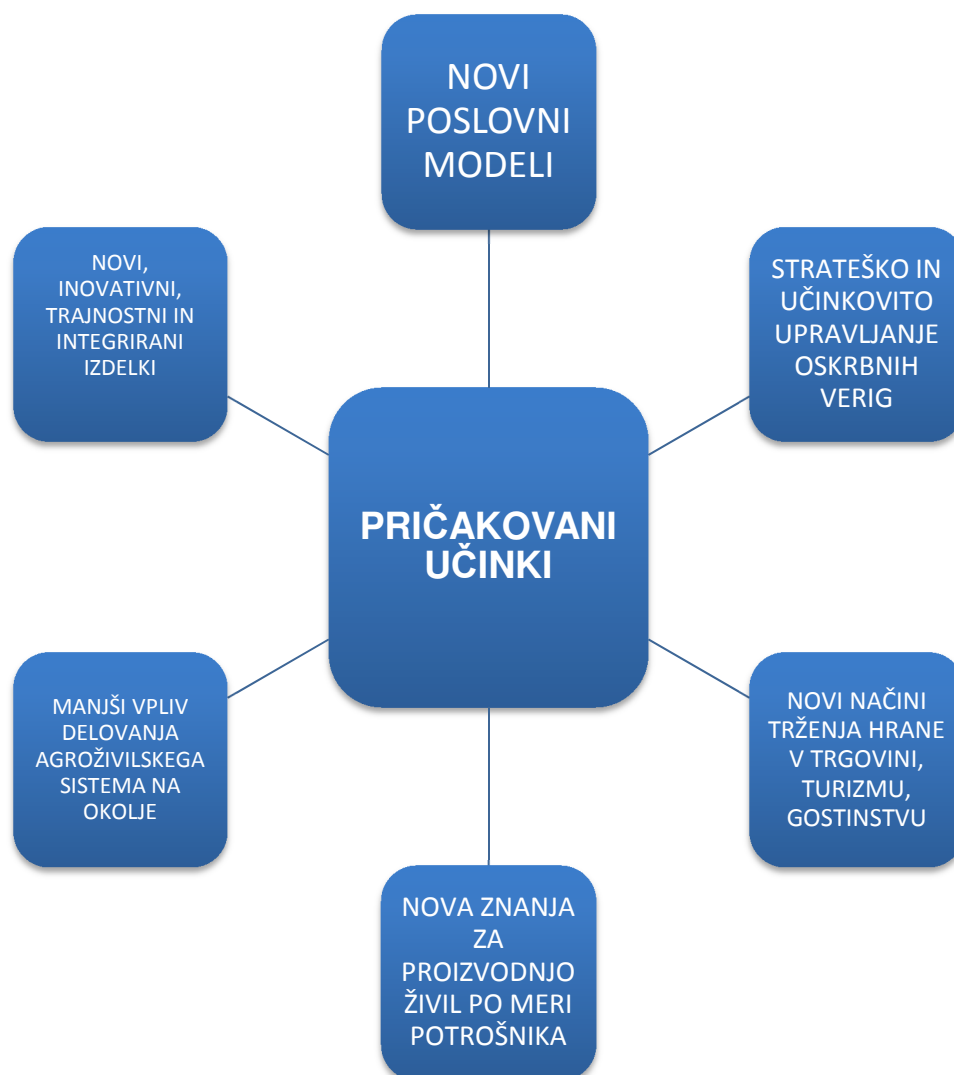 NOVI
POSLOVNI
MODELI
NOVI,
INOVATIVNI,
TRAJNOSTNI IN
INTEGRIRANI
IZDELKI
STRATEŠKO IN
UČINKOVITO
UPRAVLJANJE
OSKRBNIH
VERIG
PRIČAKOVANI
UČINKI
MANJŠI VPLIV
DELOVANJA
AGROŽIVILSKEGA
SISTEMA NA
OKOLJE
NOVI NAČINI
TRŽENJA HRANE
V TRGOVINI,
TURIZMU,
GOSTINSTVU
NOVA ZNANJA
ZA
PROIZVODNJO
ŽIVIL PO MERI
POTROŠNIKA